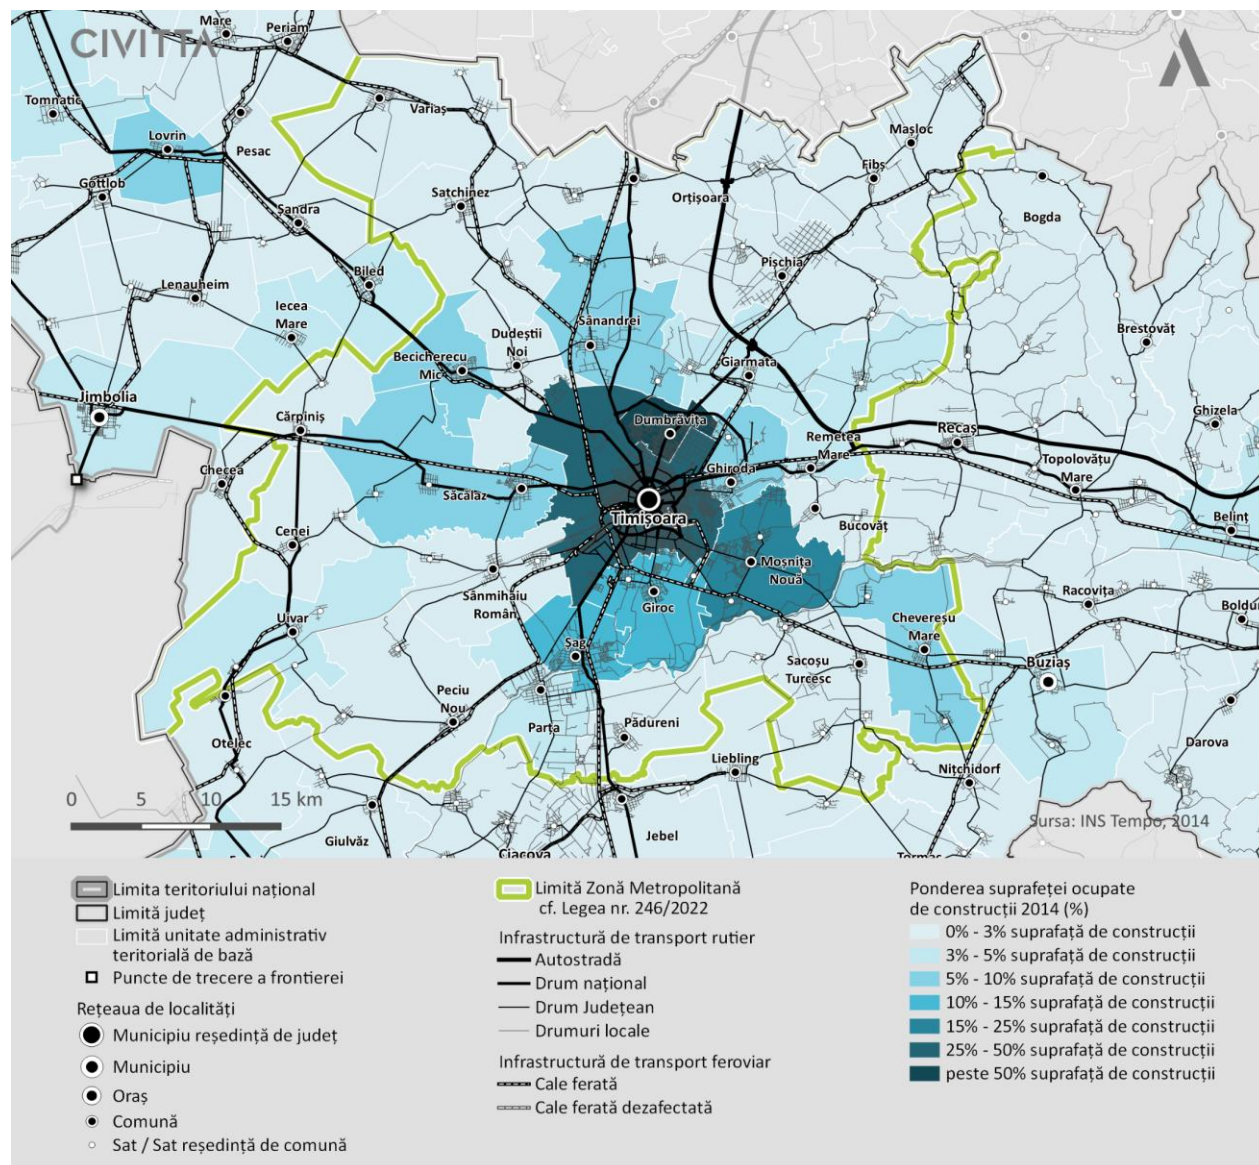 CIVITTA
Mare
Periam
Tomnatic
Variaș
Lovrin
Pesac
Mașloc
Fibș
Gottlob
Satchinez
Orțișoara
Bogda
Șandra
Biled
Pișchia
Lenauheim
Iecea
Mare
Dudeștii
Noi
Sânandrei
Brestovăț
Becicherecu
Mic
Giarmata
Jimbolia
Cărpiniș
Dumbrăvița
Ghizela
Remetea
Mare
Recaș
Checea
Ghiroda
Topolovățu
Mare
Săcălaz
Timișoara
Bucovăț
Belinț
Cenei
Moșnița
Nouă
Sânmihaiu
Român
Giroc
Racovița
Uivar
Chevereșu
Mare
Boldu
Șag
Sacoșu
Turcesc
Buziaș
Peciu
Nou
Parța
Pădureni
Otelec
Liebling
Darova
Nițchidorf
0 5 10 15 km
Sursa: INS Tempo, 2014
Giulvăz
Jebel
Ciacova
Tormac
Limita teritoriului național
Limită județ
Limită unitate administrativ
teritorială de bază
Puncte de trecere a frontierei
Rețeaua de localități
Municipiu reședință de județ
Municipiu
Oraș
Comună
Sat / Sat reședință de comună
Limită Zonă Metropolitană
cf. Legea nr. 246/2022
Infrastructură de transport rutier
Autostradă
Drum național
Drum Județean
Drumuri locale
Infrastructură de transport feroviar
Cale ferată
Cale ferată dezafectată
Ponderea suprafeței ocupate
de construcții 2014 (%)
0% - 3% suprafață de construcții
3% - 5% suprafață de construcții
5% - 10% suprafață de construcții
10% - 15% suprafață de construcții
15% - 25% suprafață de construcții
25% - 50% suprafață de construcții
peste 50% suprafață de construcții